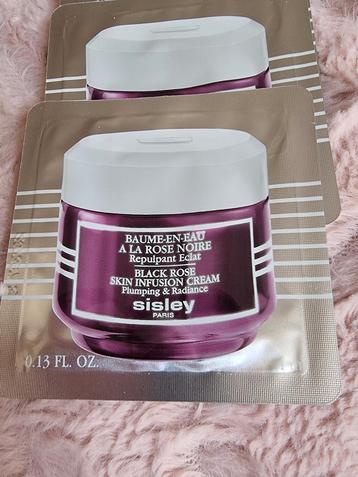 BAUME-EN-EAU
A LA ROSE NOIRE
Repulpant Eclat
BLACK ROSE
SKIN INFUSION CREAM
Plumping & Radiance
sisley
PARIS
0.13 FL. OZ.